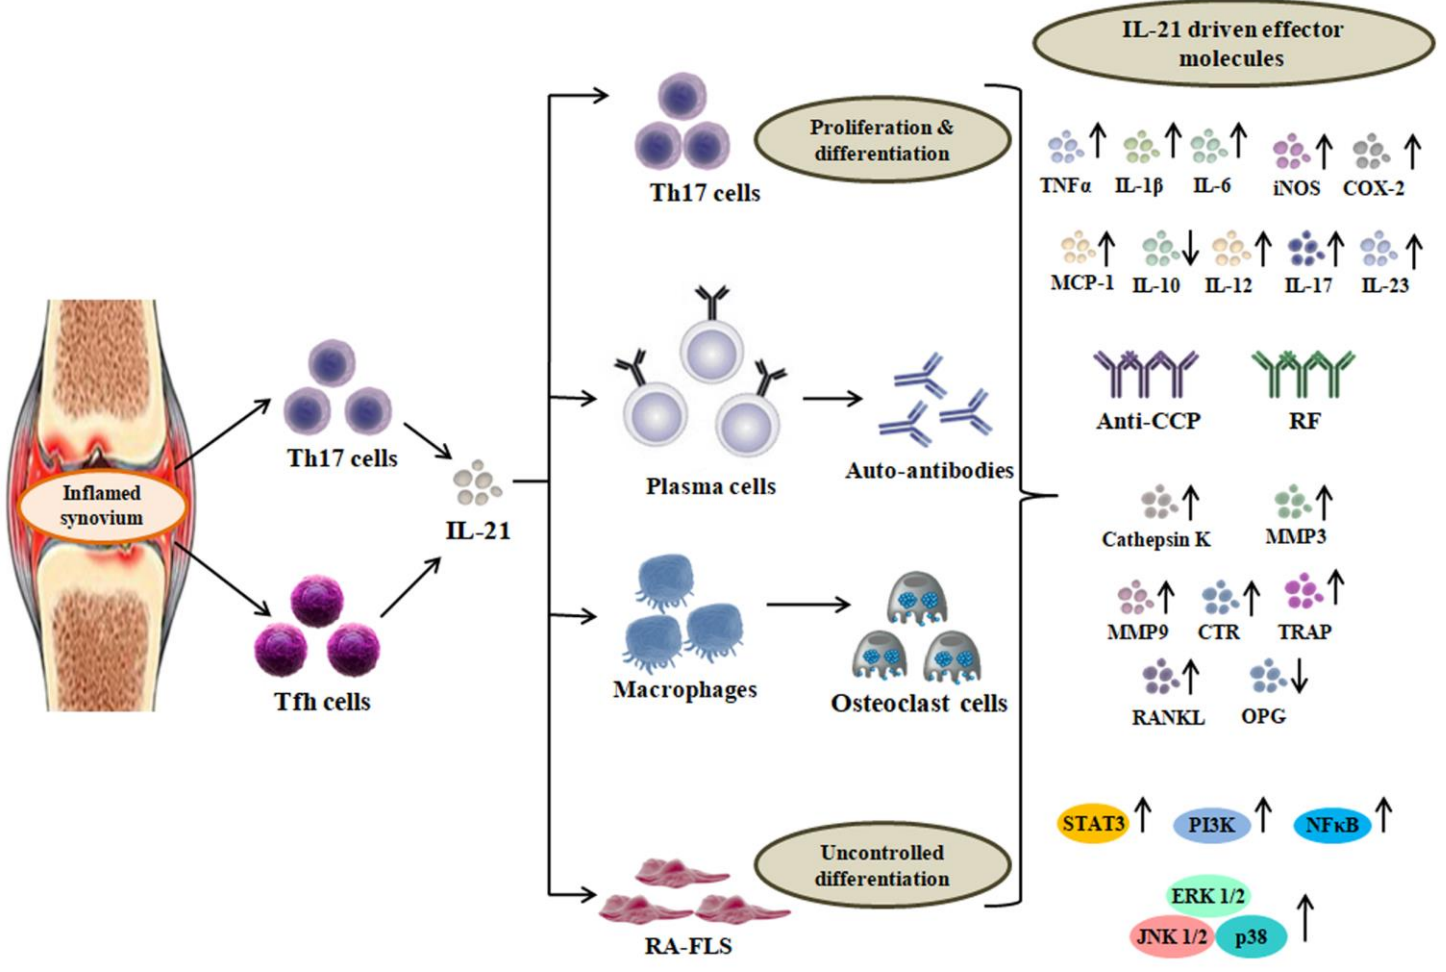 Inflamed
synovium
Th17 cells
Tfh cells
IL-21
Th17 cells
Proliferation &
differentiation
Plasma cells
Auto-antibodies
Macrophages
Osteoclast cells
RA-FLS
Uncontrolled
differentiation
IL-21 driven effector
molecules
TNFα IL-1β IL-6 iNOS COX-2
MCP-1 IL-10 IL-12 IL-17 IL-23
Anti-CCP RF
Cathepsin K MMP3
MMP9 CTR TRAP
RANKL OPG
STAT3 PI3K NFκB
ERK 1/2
JNK 1/2 p38